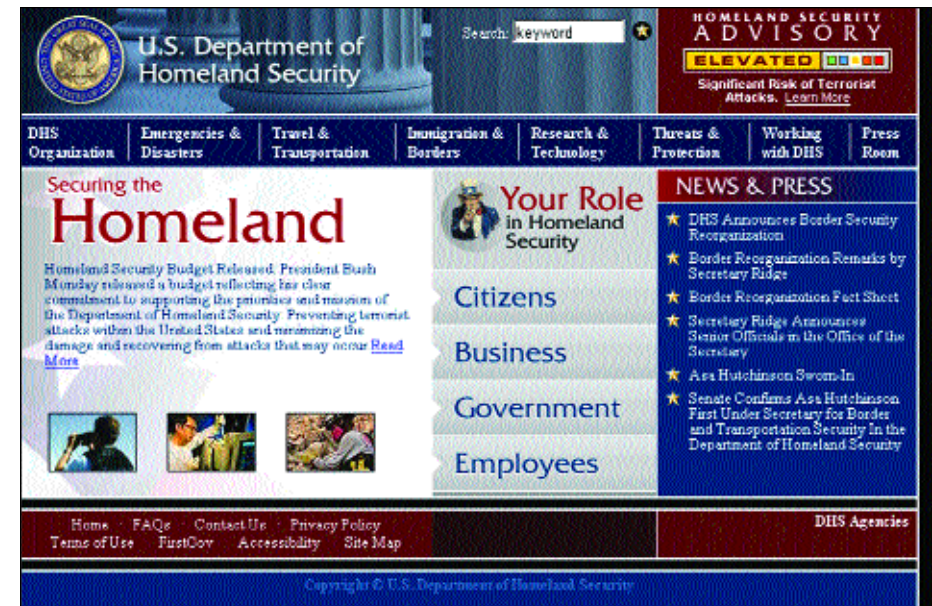 U.S. Department of
Homeland Security
Search: keyword
HOMELAND SECURITY
ADVISORY
ELEVATED
Significant Risk of Terrorist
Attacks. Learn More
DHS
Organization
Emergencies &
Disasters
Travel &
Transportation
Immigration &
Borders
Research &
Technology
Threats &
Protection
Working
with DHS
Press
Room
Securing the
Homeland
Homeland Security Budget Released. President Bush
Monday released a budget reflecting has clear
commitment to supporting the priorities and mission of
the Department of Homeland Security. Preventing terrorist
attacks within the United States and minimizing the
damage and recovering from attacks that may occur Read
More
Your Role
in Homeland
Security
Citizens
Business
Government
Employees
NEWS & PRESS
DHS Announces Border Security
Reorganization
Border Reorganization Remarks by
Secretary Ridge
Border Reorganization Fact Sheet
Secretary Ridge Announces
Senior Officials in the Office of the
Secretary
Asa Hutchinson Sworn-In
Senate Confirms Asa Hutchinson
First Under Secretary for Border
and Transportation Security In the
Department of Homeland Security
Home · FAQs · Contact Us · Privacy Policy
Terms of Use FirstGov Accessibility Site Map
DHS Agencies
Copyright © U.S. Department of Homeland Security